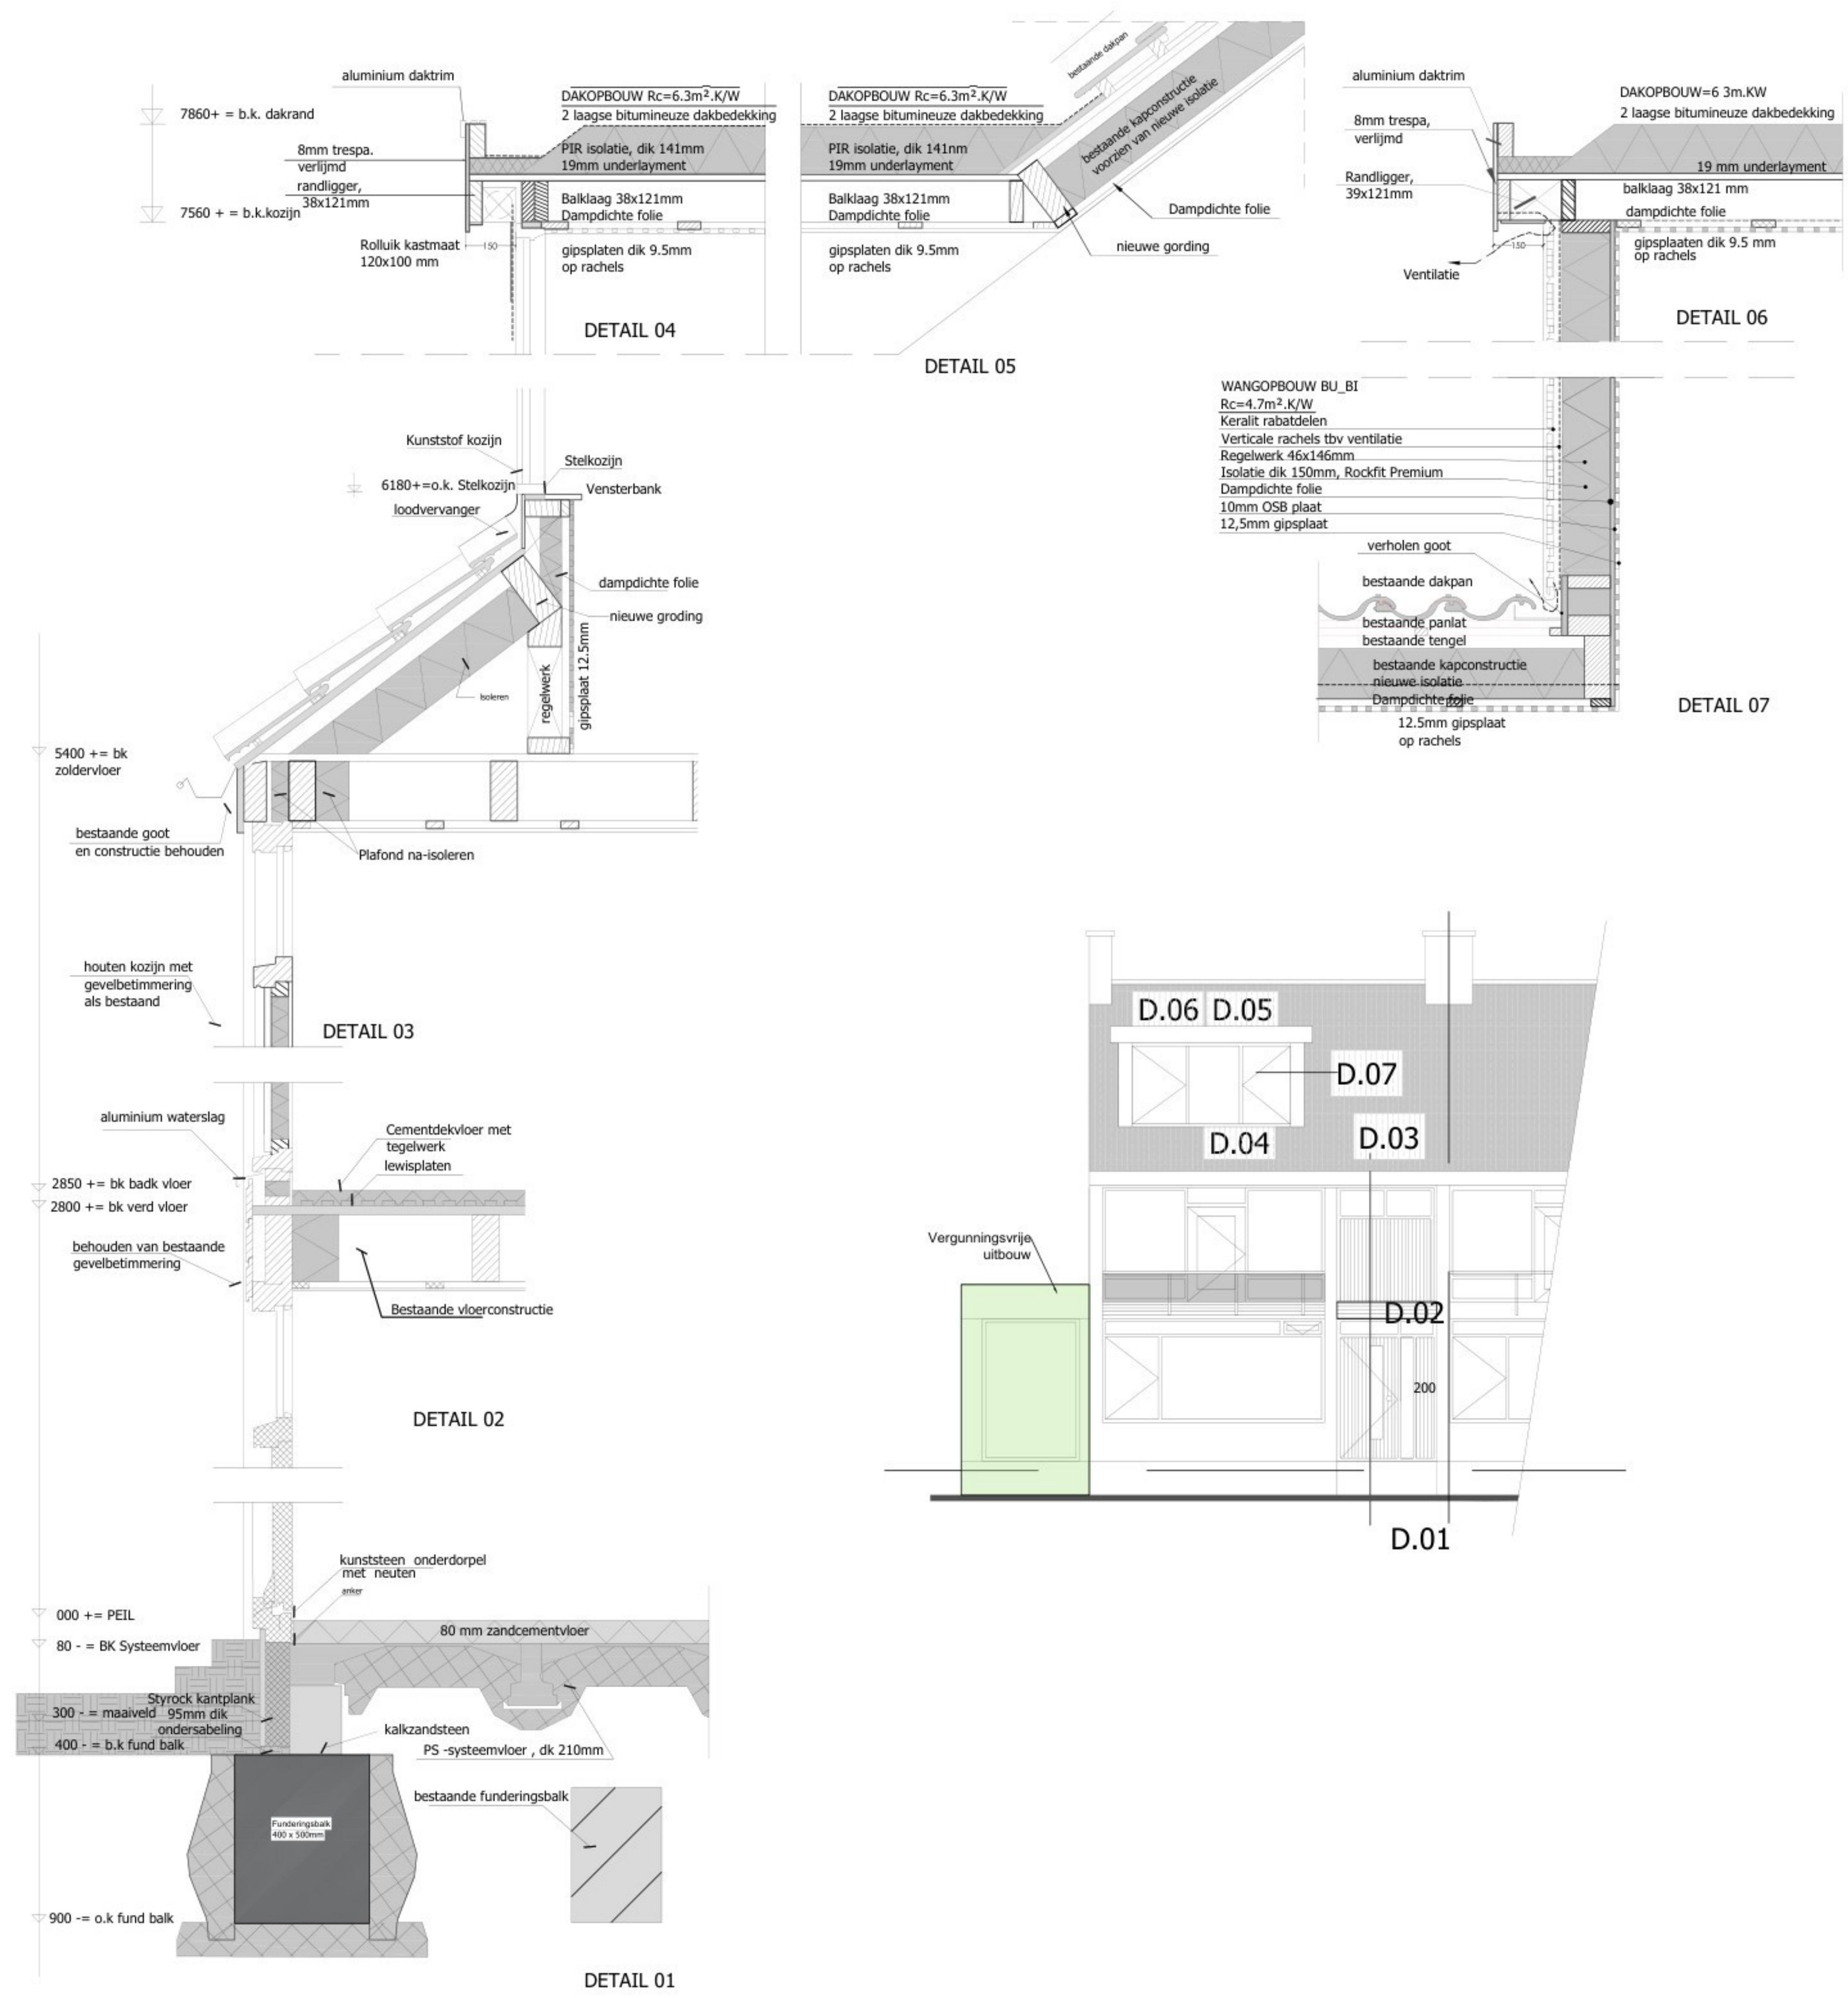 aluminium daktrim
7860+ = b.k. dakrand
8mm trespa.
verlijmd
randligger,
38x121mm
7560 + = b.k.kozijn
Rolluik kastmaat
120x100 mm
150
DAKOPBOUW Rc=6.3m².K/W
2 laagse bitumineuze dakbedekking
PIR isolatie, dik 141mm
19mm underlayment
Balklaag 38x121mm
Dampdichte folie
gipsplaten dik 9.5mm
op rachels
DETAIL 04
DAKOPBOUW Rc=6.3m².K/W
2 laagse bitumineuze dakbedekking
PIR isolatie, dik 141nm
19mm underlayment
Balklaag 38x121mm
Dampdichte folie
gipsplaten dik 9.5mm
op rachels
bestaande dakpan
bestaande kapconstructie
voorzien van nieuwe isolatie
Dampdichte folie
nieuwe gording
DETAIL 05
aluminium daktrim
8mm trespa,
verlijmd
Randligger,
39x121mm
150
Ventilatie
DAKOPBOUW=6 3m.KW
2 laagse bitumineuze dakbedekking
19 mm underlayment
balklaag 38x121 mm
dampdichte folie
gipsplaaten dik 9.5 mm
op rachels
DETAIL 06
WANGOPBOUW BU_BI
Rc=4.7m².K/W
Keralit rabatdelen
Verticale rachels tbv ventilatie
Regelwerk 46x146mm
Isolatie dik 150mm, Rockfit Premium
Dampdichte folie
10mm OSB plaat
12,5mm gipsplaat
verholen goot
bestaande dakpan
bestaande panlat
bestaande tengel
bestaande kapconstructie
nieuwe isolatie
Dampdichte folie
12.5mm gipsplaat
op rachels
DETAIL 07
Kunststof kozijn
Stelkozijn
6180+=o.k. Stelkozijn
Vensterbank
loodvervanger
dampdichte folie
nieuwe groding
Isoleren
regelwerk
gipsplaat 12.5mm
5400 += bk
zoldervloer
bestaande goot
en constructie behouden
Plafond na-isoleren
houten kozijn met
gevelbetimmering
als bestaand
DETAIL 03
aluminium waterslag
Cementdekvloer met
tegelwerk
lewisplaten
2850 += bk badk vloer
2800 += bk verd vloer
behouden van bestaande
gevelbetimmering
Bestaande vloerconstructie
DETAIL 02
D.06 D.05
D.07
D.04
D.03
Vergunningsvrije
uitbouw
D.02
200
D.01
kunststeen onderdorpel
met neuten
anker
000 += PEIL
80 - = BK Systeemvloer
80 mm zandcementvloer
Styrock kantplank
300 - = maaiveld
95mm dik
ondersabeling
400 - = b.k fund balk
kalkzandsteen
PS -systeemvloer , dk 210mm
bestaande funderingsbalk
Funderingsbalk
400 x 500mm
900 -= o.k fund balk
DETAIL 01